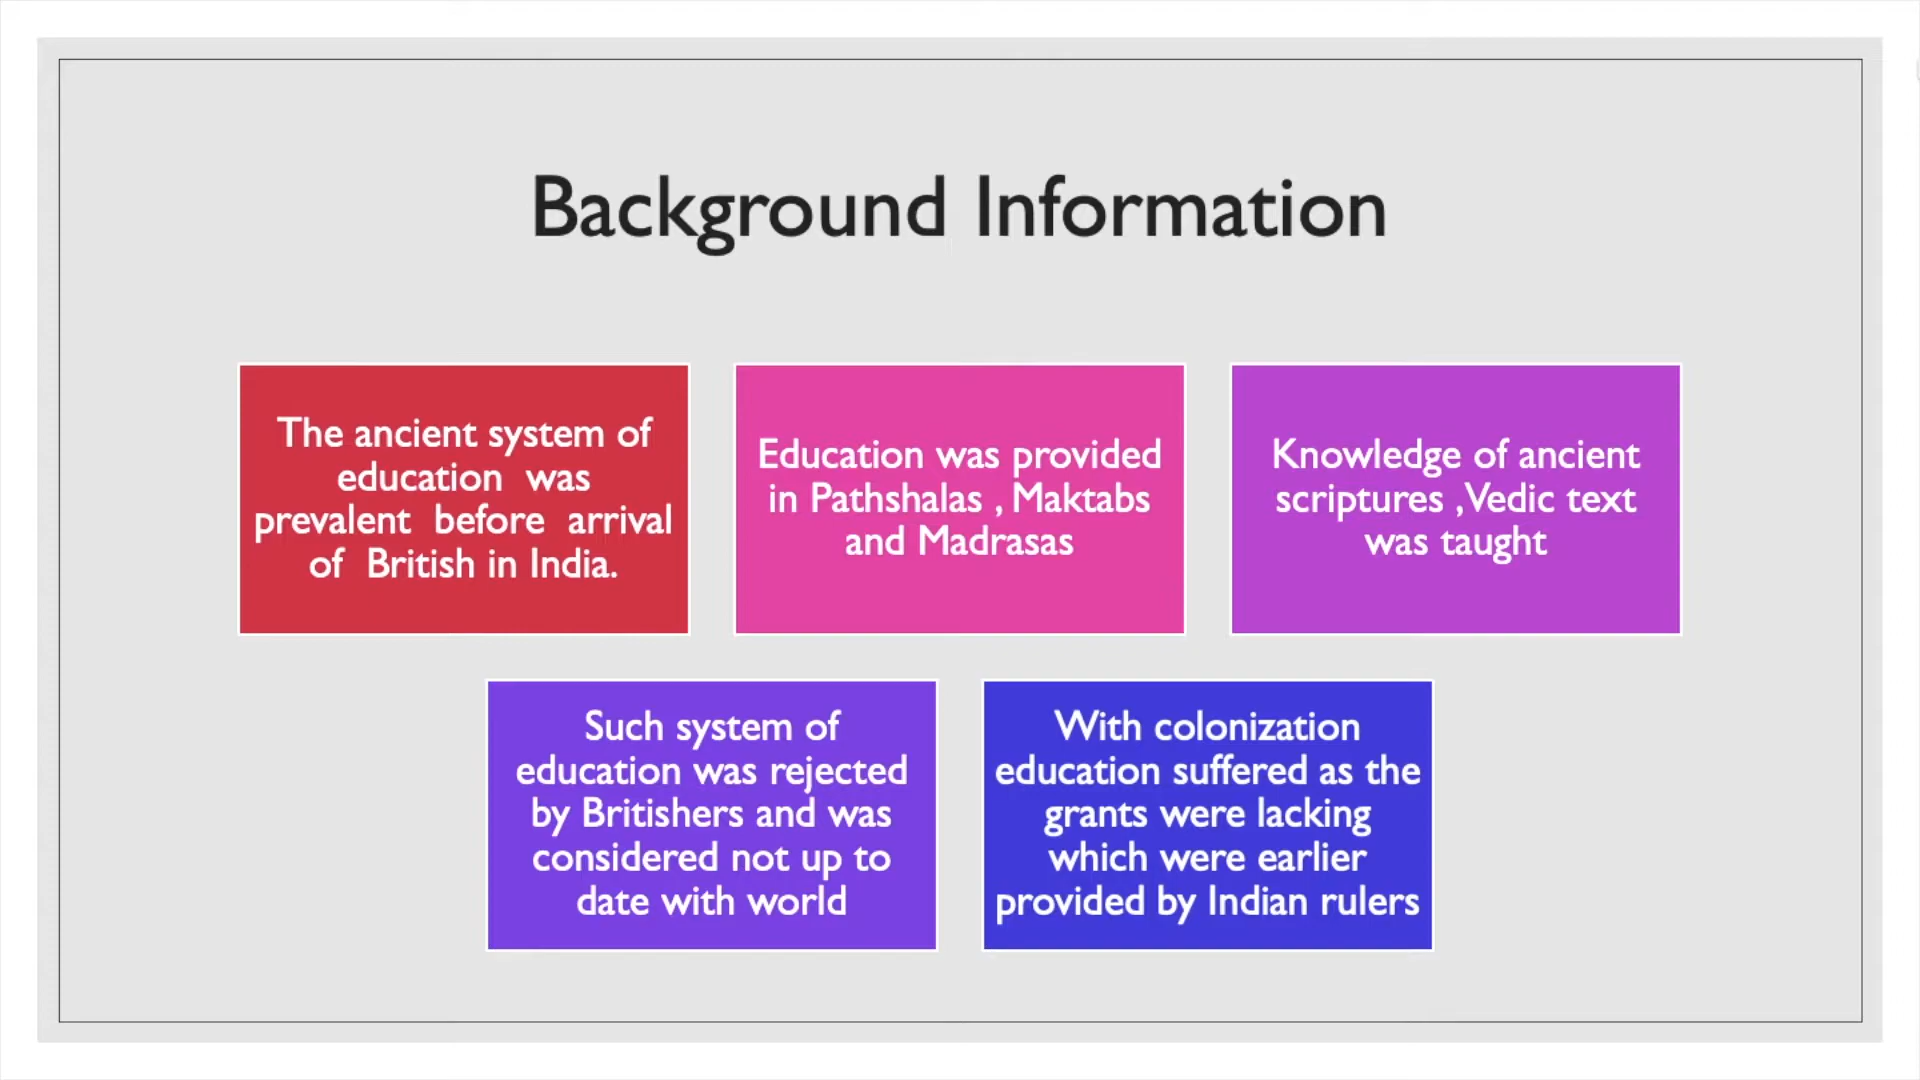 Background Information
The ancient system of
education was
prevalent before arrival
of British in India.
Education was provided
in Pathshalas , Maktabs
and Madrasas
Knowledge of ancient
scriptures ,Vedic text
was taught
Such system of
education was rejected
by Britishers and was
considered not up to
date with world
With colonization
education suffered as the
grants were lacking
which were earlier
provided by Indian rulers